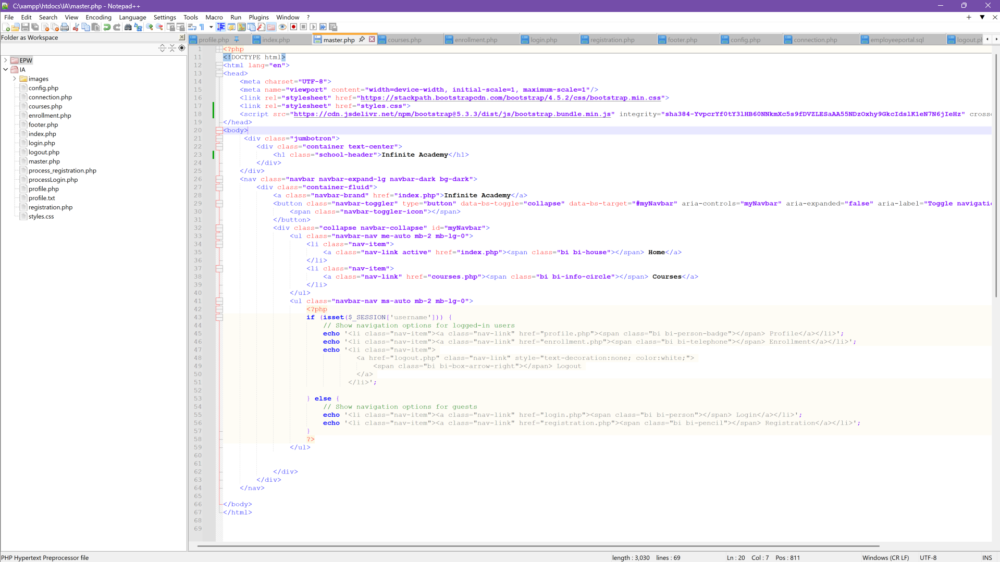 C:\xampp\htdocs\IA\master.php - Notepad++
File Edit Search View Encoding Language Settings Tools Macro Run Plugins Window ?
Folder as Workspace
EPW
IA
images
config.php
connection.php
courses.php
enrollment.php
footer.php
index.php
login.php
logout.php
master.php
process_registration.php
processLogin.php
profile.php
profile.txt
registration.php
styles.css
profile.php index.php master.php courses.php enrollment.php login.php registration.php footer.php config.php connection.php employeeportal.sql logout.ph
1 <?php
11 <!DOCTYPE html>
12 <html lang="en">
13 <head>
14 <meta charset="UTF-8">
15 <meta name="viewport" content="width=device-width, initial-scale=1, maximum-scale=1"/>
16 <link rel="stylesheet" href="https://stackpath.bootstrapcdn.com/bootstrap/4.5.2/css/bootstrap.min.css">
17 <link rel="stylesheet" href="styles.css">
18 <script src="https://cdn.jsdelivr.net/npm/bootstrap@5.3.3/dist/js/bootstrap.bundle.min.js" integrity="sha384-YvpcrYf0tY3lHB60NNkmXc5s9fDVZLESaAA55NDzOxhy9GkcIdslK1eN7N6jIeHz" cross
19 </head>
20 <body>
21 <div class="jumbotron">
22 <div class="container text-center">
23 <h1 class="school-header">Infinite Academy</h1>
24 </div>
25 </div>
26 <nav class="navbar navbar-expand-lg navbar-dark bg-dark">
27 <div class="container-fluid">
28 <a class="navbar-brand" href="index.php">Infinite Academy</a>
29 <button class="navbar-toggler" type="button" data-bs-toggle="collapse" data-bs-target="#myNavbar" aria-controls="myNavbar" aria-expanded="false" aria-label="Toggle navigati
30 <span class="navbar-toggler-icon"></span>
31 </button>
32 <div class="collapse navbar-collapse" id="myNavbar">
33 <ul class="navbar-nav me-auto mb-2 mb-lg-0">
34 <li class="nav-item">
35 <a class="nav-link active" href="index.php"><span class="bi bi-house"></span> Home</a>
36 </li>
37 <li class="nav-item">
38 <a class="nav-link" href="courses.php"><span class="bi bi-info-circle"></span> Courses</a>
39 </li>
40 </ul>
41 <ul class="navbar-nav ms-auto mb-2 mb-lg-0">
42 <?php
43 if (isset($_SESSION['username'])) {
44 // Show navigation options for logged-in users
45 echo '<li class="nav-item"><a class="nav-link" href="profile.php"><span class="bi bi-person-badge"></span> Profile</a></li>';
46 echo '<li class="nav-item"><a class="nav-link" href="enrollment.php"><span class="bi bi-telephone"></span> Enrollment</a></li>';
47 echo '<li class="nav-item">
48 <a href="logout.php" class="nav-link" style="text-decoration:none; color:white;">
49 <span class="bi bi-box-arrow-right"></span> Logout
50 </a>
51 </li>';
52
53 } else {
54 // Show navigation options for guests
55 echo '<li class="nav-item"><a class="nav-link" href="login.php"><span class="bi bi-person"></span> Login</a></li>';
56 echo '<li class="nav-item"><a class="nav-link" href="registration.php"><span class="bi bi-pencil"></span> Registration</a></li>';
57 }
58 ?>
59 </ul>
60
61
62 </div>
63 </div>
64 </nav>
65
66 </body>
67 </html>
68
69
PHP Hypertext Preprocessor file length : 3,030 lines : 69 Ln : 20 Col : 7 Pos : 811 Windows (CR LF) UTF-8 INS